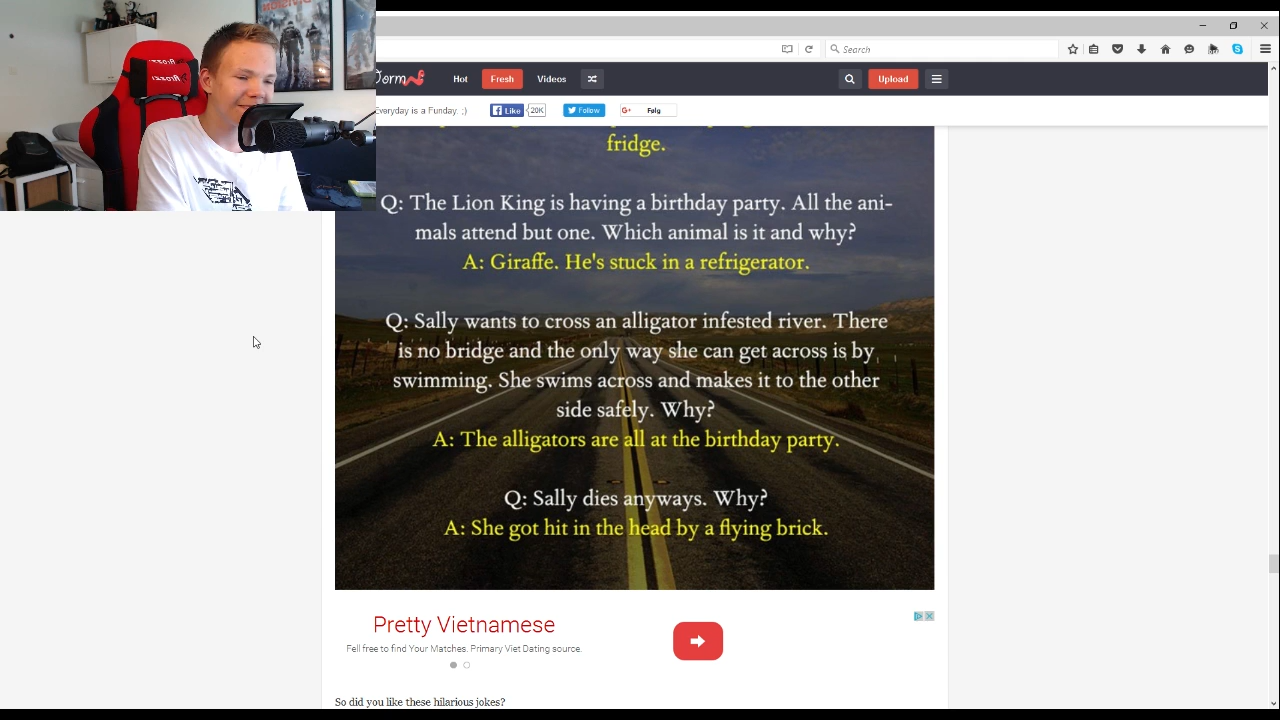 Search
Hot
Fresh
Videos
Upload
Everyday is a Funday. ;)
Like
20K
Follow
G+
Følg
fridge.
Q: The Lion King is having a birthday party. All the ani-
mals attend but one. Which animal is it and why?
A: Giraffe. He's stuck in a refrigerator.
Q: Sally wants to cross an alligator infested river. There
is no bridge and the only way she can get across is by
swimming. She swims across and makes it to the other
side safely. Why?
A: The alligators are all at the birthday party.
Q: Sally dies anyways. Why?
A: She got hit in the head by a flying brick.
Pretty Vietnamese
Fell free to find Your Matches. Primary Viet Dating source.
So did you like these hilarious jokes?